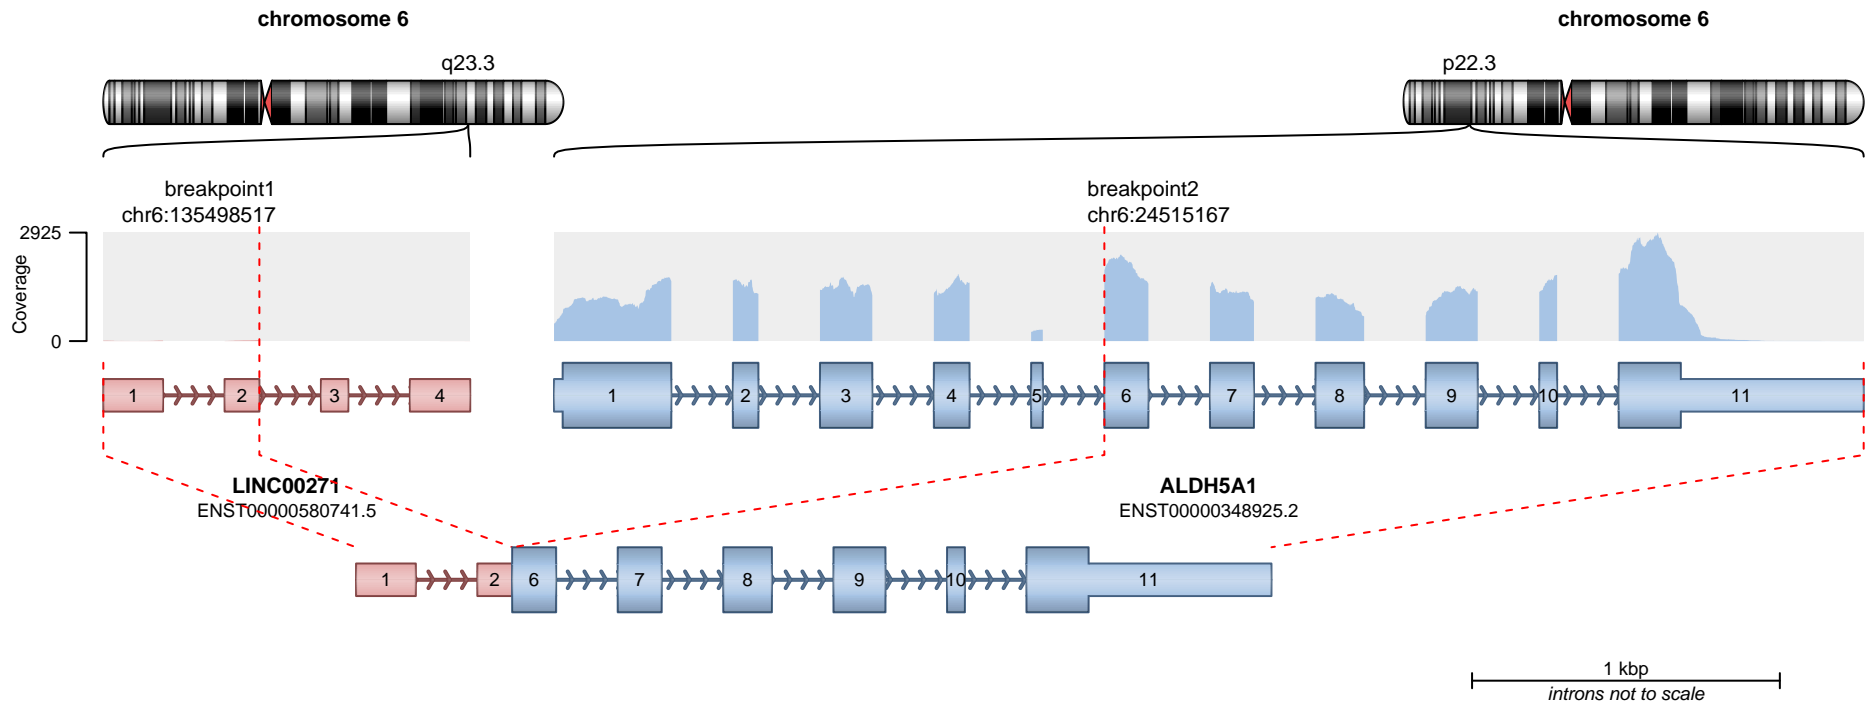 chromosome 6
chromosome 6
q23.3
p22.3
breakpoint1
chr6:135498517
breakpoint2
chr6:24515167
2925
Coverage
0
1 2 3 4
1 2 3 4 5 6 7 8 9 10 11
LINC00271
ENST00000580741.5
ALDH5A1
ENST00000348925.2
1 2 6 7 8 9 10 11
1 kbp
introns not to scale